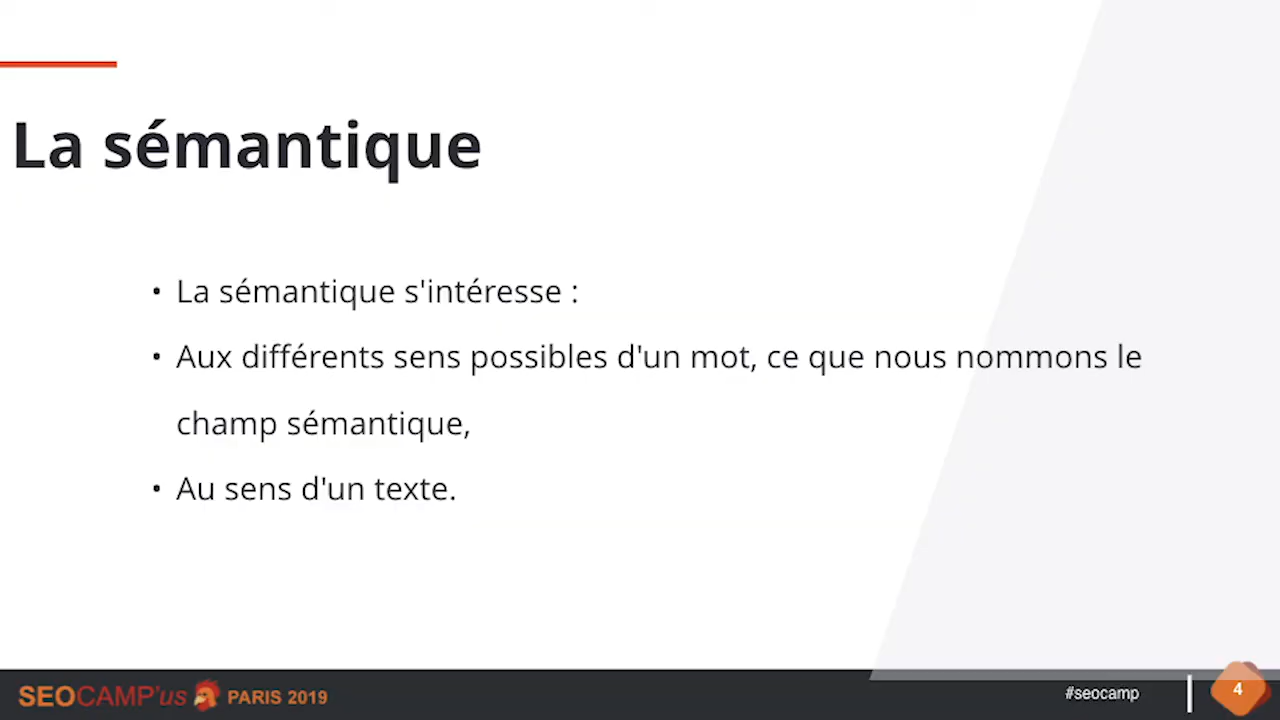 La sémantique
• La sémantique s'intéresse :
• Aux différents sens possibles d'un mot, ce que nous nommons le
champ sémantique,
• Au sens d'un texte.
SEOCAMP'us PARIS 2019
#seocamp
4